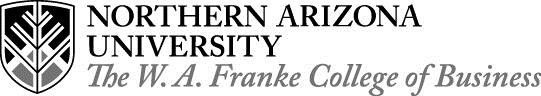 NORTHERN ARIZONA
UNIVERSITY
The W. A. Franke College of Business